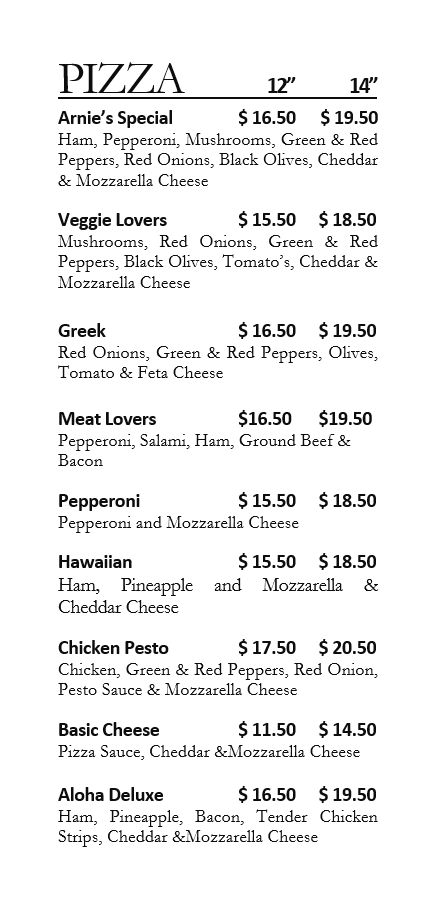 PIZZA 12” 14”
Arnie’s Special $ 16.50 $ 19.50
Ham, Pepperoni, Mushrooms, Green & Red
Peppers, Red Onions, Black Olives, Cheddar
& Mozzarella Cheese
Veggie Lovers $ 15.50 $ 18.50
Mushrooms, Red Onions, Green & Red
Peppers, Black Olives, Tomato’s, Cheddar &
Mozzarella Cheese
Greek $ 16.50 $ 19.50
Red Onions, Green & Red Peppers, Olives,
Tomato & Feta Cheese
Meat Lovers $16.50 $19.50
Pepperoni, Salami, Ham, Ground Beef &
Bacon
Pepperoni $ 15.50 $ 18.50
Pepperoni and Mozzarella Cheese
Hawaiian $ 15.50 $ 18.50
Ham, Pineapple and Mozzarella &
Cheddar Cheese
Chicken Pesto $ 17.50 $ 20.50
Chicken, Green & Red Peppers, Red Onion,
Pesto Sauce & Mozzarella Cheese
Basic Cheese $ 11.50 $ 14.50
Pizza Sauce, Cheddar &Mozzarella Cheese
Aloha Deluxe $ 16.50 $ 19.50
Ham, Pineapple, Bacon, Tender Chicken
Strips, Cheddar &Mozzarella Cheese